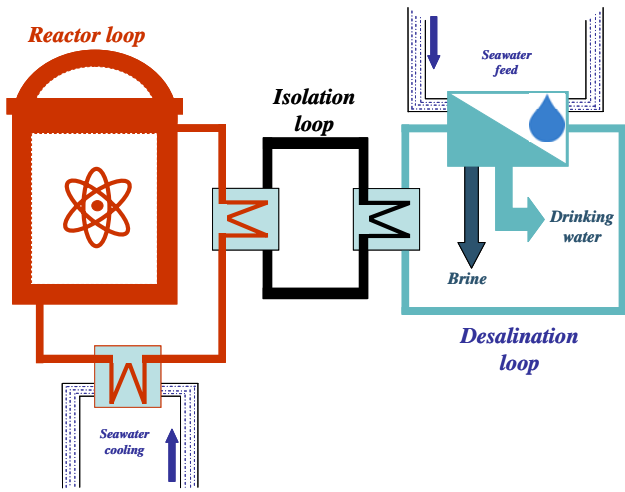 Reactor loop
Isolation
loop
Seawater
feed
Drinking
water
Brine
Desalination
loop
Seawater
cooling